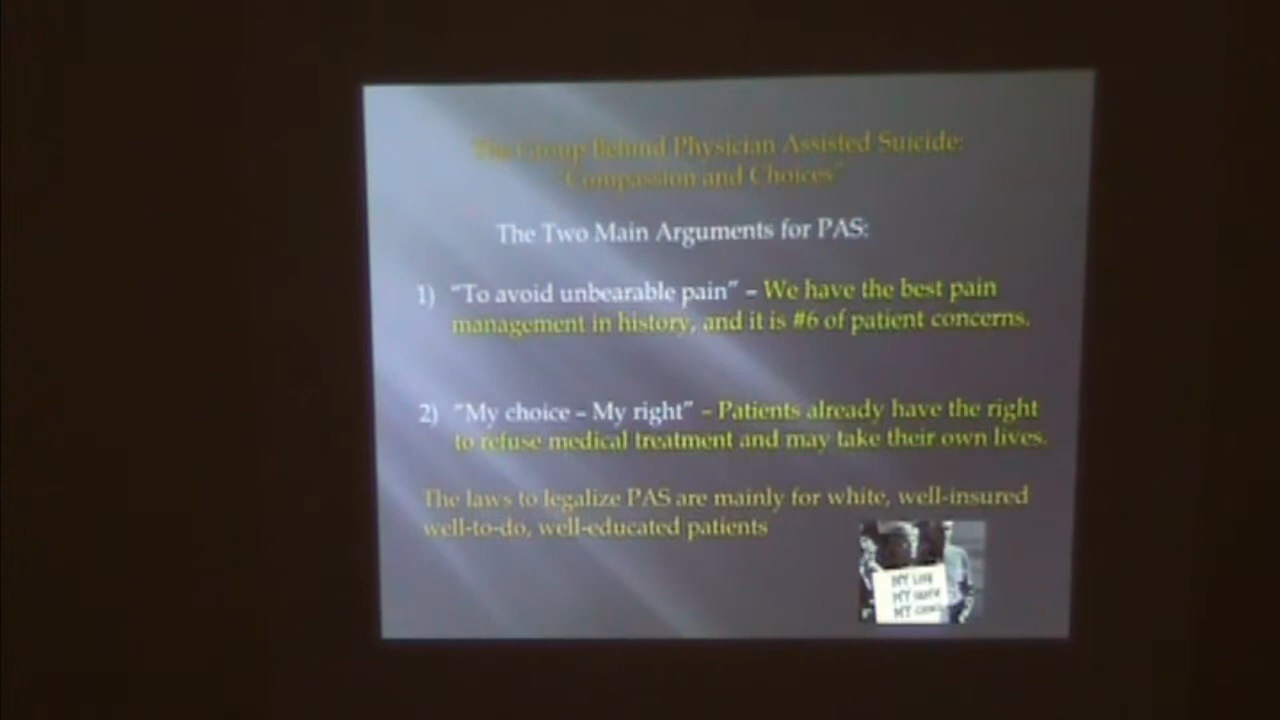 The Group Behind Physician Assisted Suicide:
"Compassion and Choices"
The Two Main Arguments for PAS:
1) "To avoid unbearable pain" – We have the best pain
management in history, and it is #6 of patient concerns.
2) "My choice – My right" – Patients already have the right
to refuse medical treatment and may take their own lives.
The laws to legalize PAS are mainly for white, well-insured
well-to-do, well-educated patients
MY LIFE
MY
MY